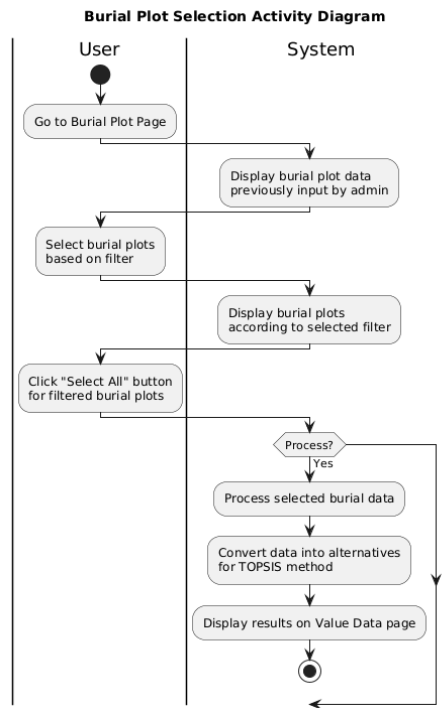 Burial Plot Selection Activity Diagram
User
System
Go to Burial Plot Page
Display burial plot data
previously input by admin
Select burial plots
based on filter
Display burial plots
according to selected filter
Click "Select All" button
for filtered burial plots
Process?
Yes
Process selected burial data
Convert data into alternatives
for TOPSIS method
Display results on Value Data page